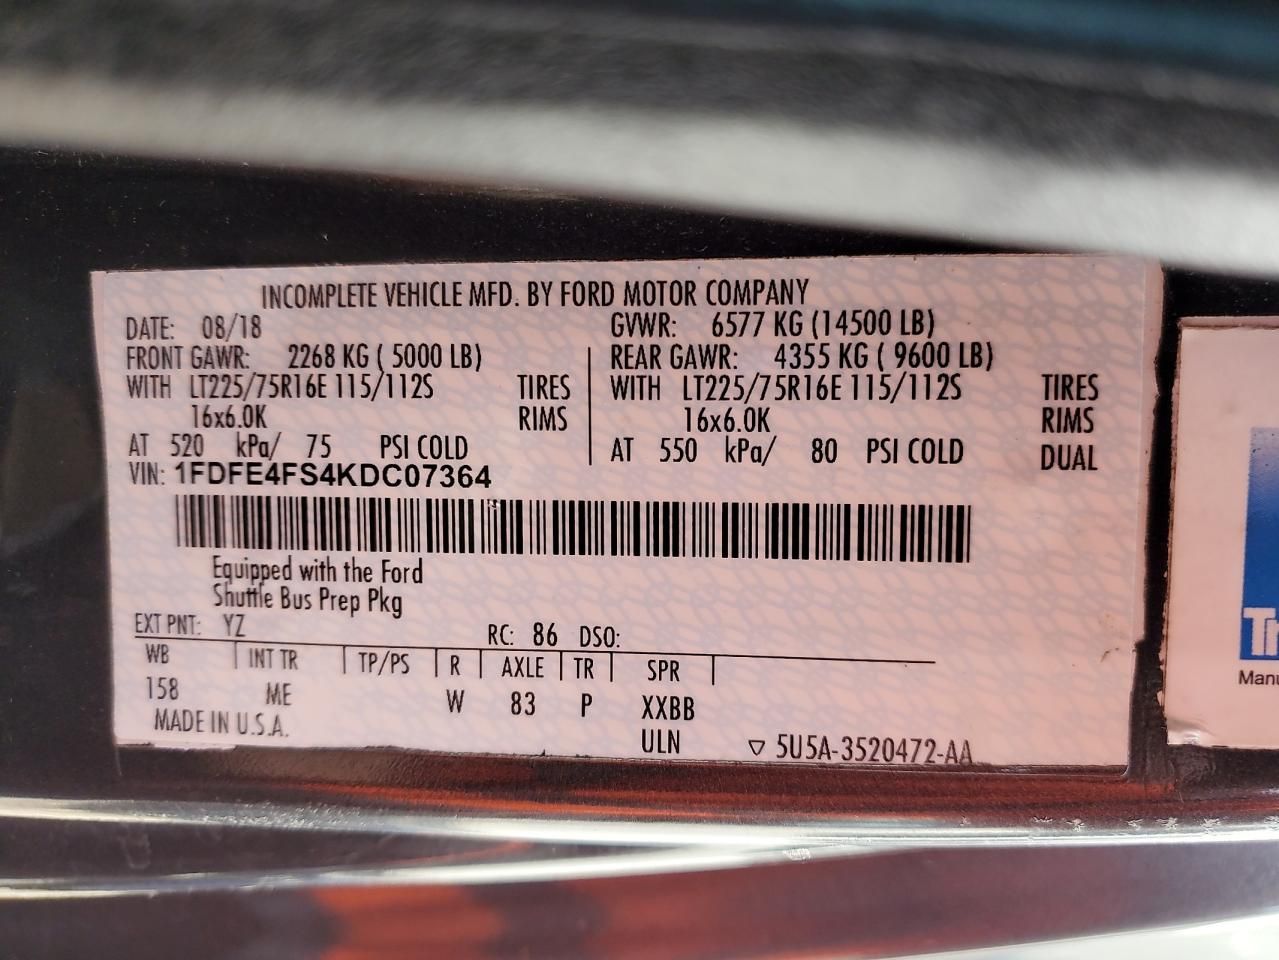 INCOMPLETE VEHICLE MFD. BY FORD MOTOR COMPANY
DATE: 08/18 GVWR: 6577 KG (14500 LB)
FRONT GAWR: 2268 KG ( 5000 LB) REAR GAWR: 4355 KG ( 9600 LB)
WITH LT225/75R16E 115/112S TIRES WITH LT225/75R16E 115/112S TIRES
16x6.0K RIMS 16x6.0K RIMS
AT 520 kPa/ 75 PSI COLD AT 550 kPa/ 80 PSI COLD DUAL
VIN: 1FDFE4FS4KDC07364
Equipped with the Ford
Shuttle Bus Prep Pkg
EXT PNT: YZ RC: 86 DSO:
WB INT TR TP/PS R AXLE TR SPR
158 ME W 83 P XXBB
MADE IN U.S.A. ULN 5U5A-3520472-AA